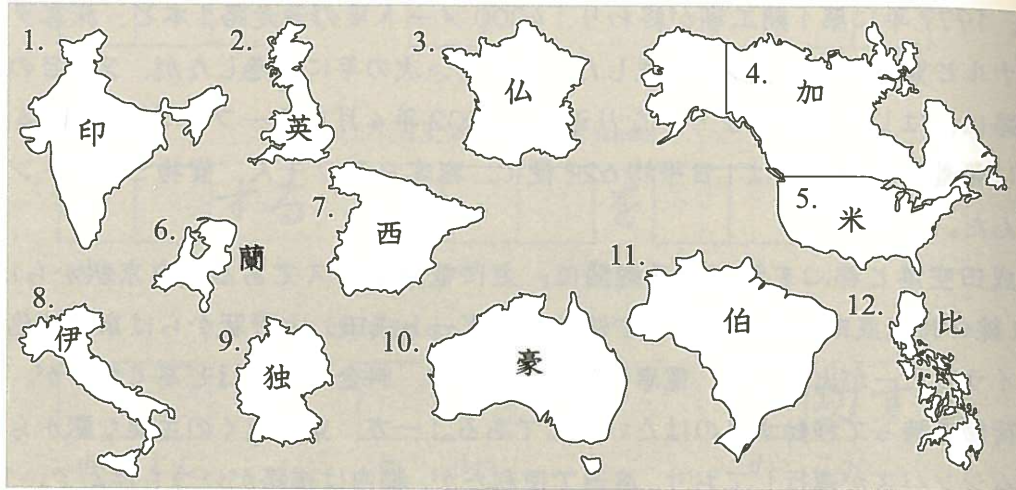 1. 印
2. 英
3. 仏
4. 加
5. 米
6. 蘭
7. 西
8. 伊
9. 独
10. 豪
11. 伯
12. 比